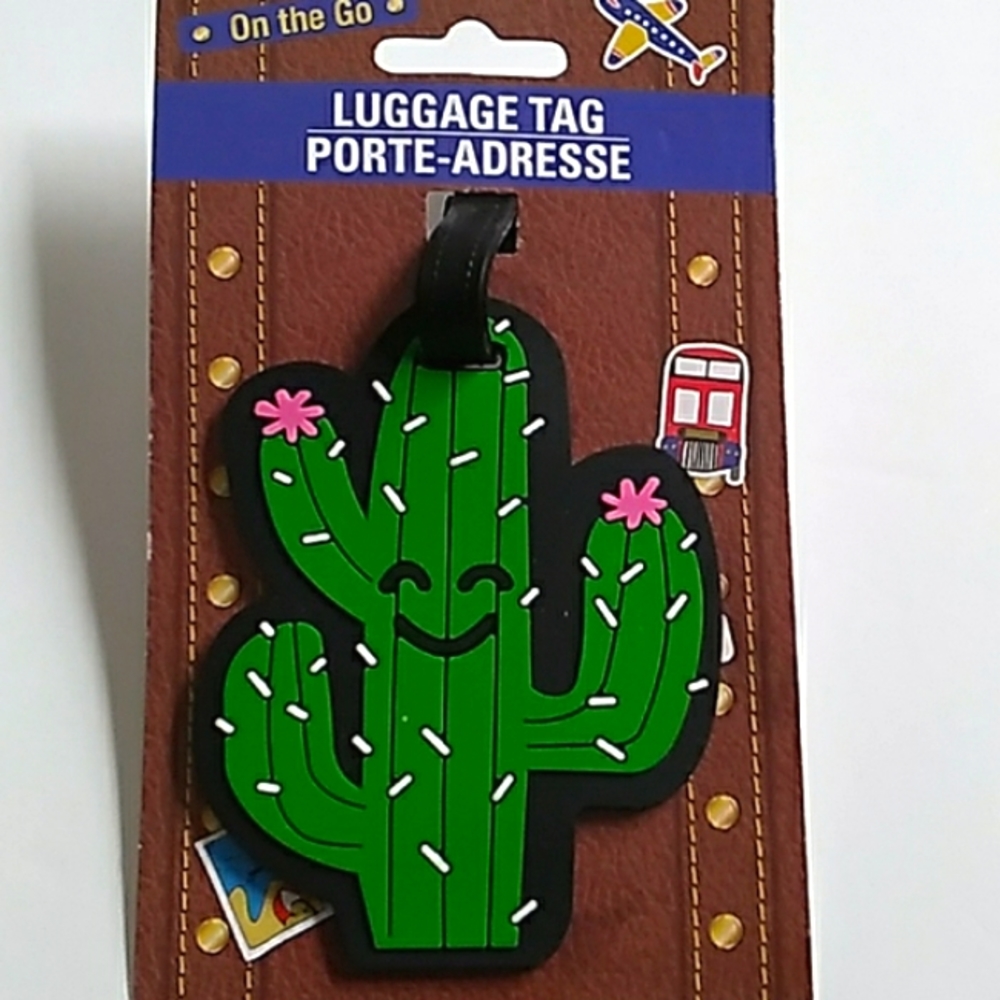 On the Go
LUGGAGE TAG
PORTE-ADRESSE